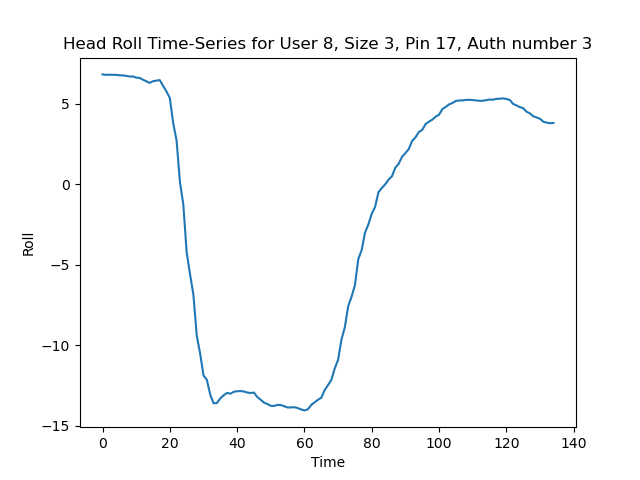 Head Roll Time-Series for User 8, Size 3, Pin 17, Auth number 3
5
0
−5
−10
−15
Roll
0 20 40 60 80 100 120 140
Time